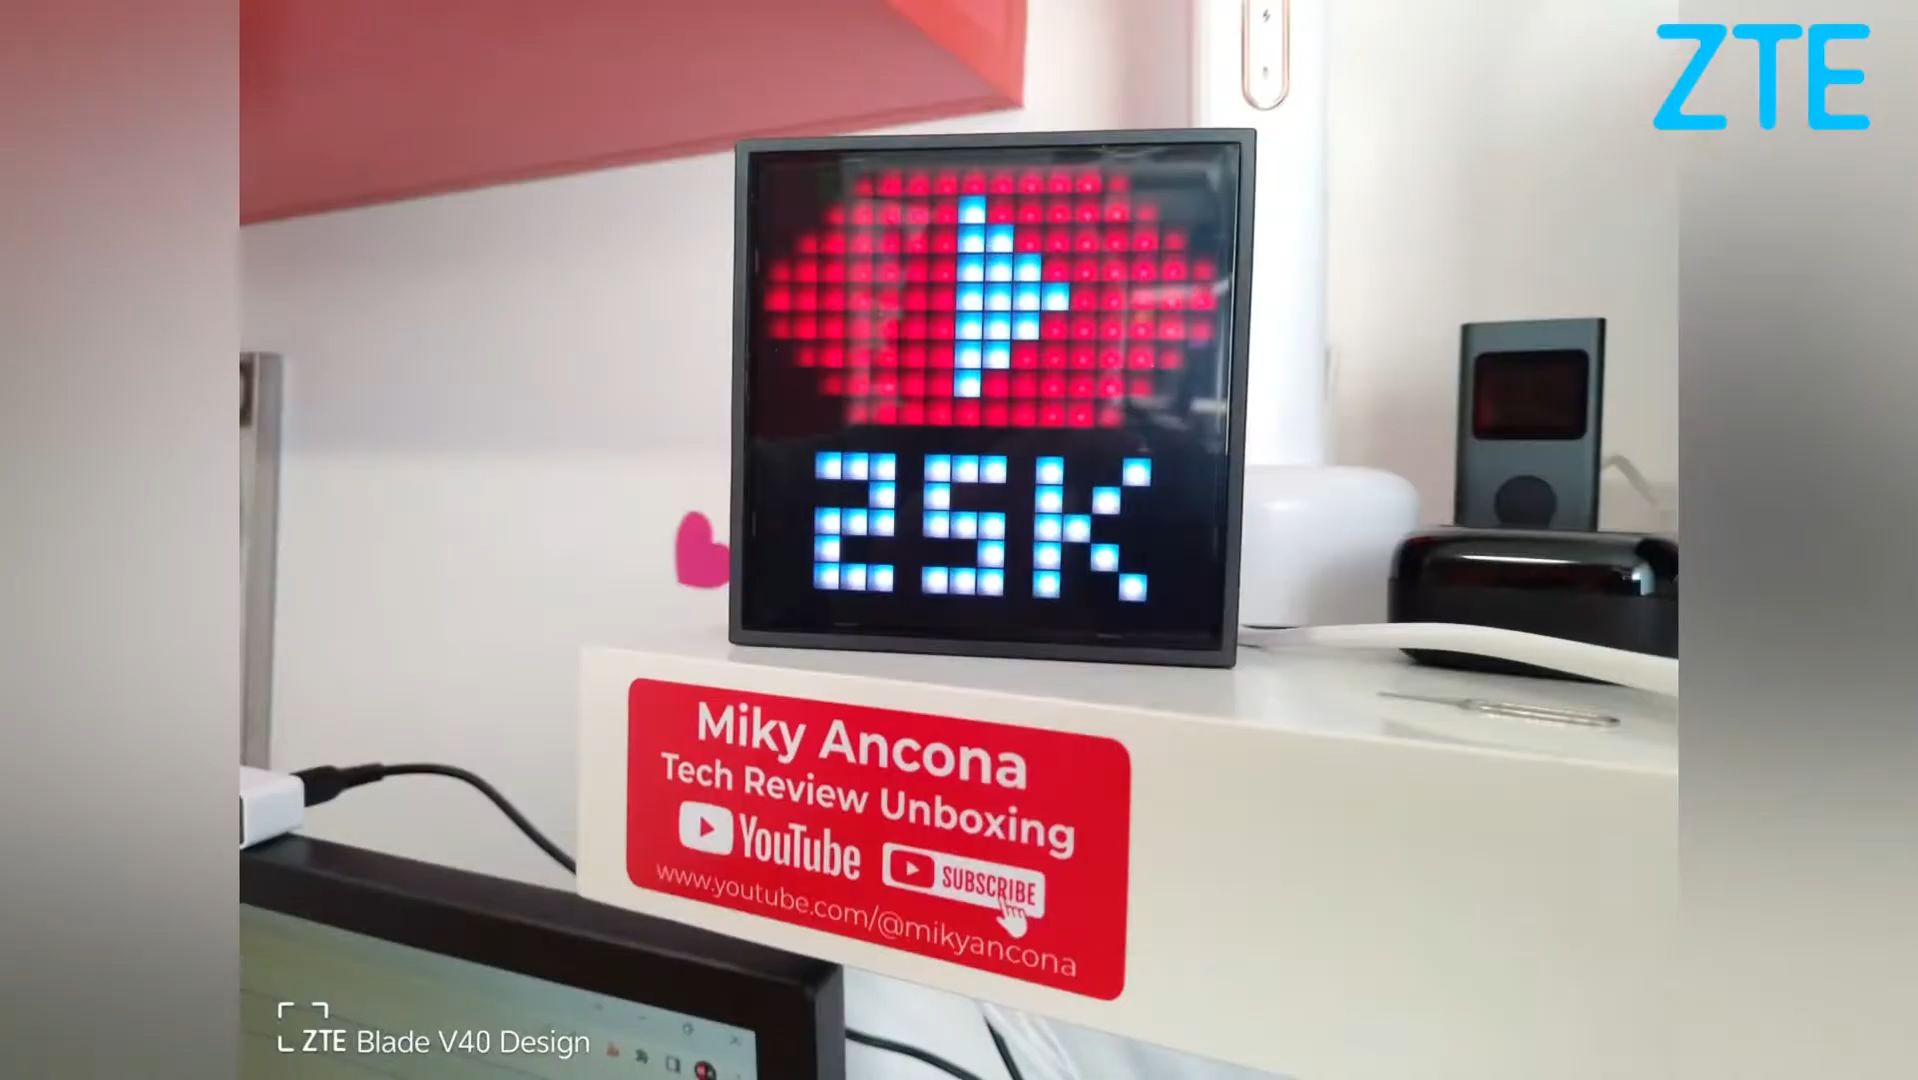 ZTE
25K
Miky Ancona
Tech Review Unboxing
YouTube SUBSCRIBE
www.youtube.com/@mikyancona
ZTE Blade V40 Design